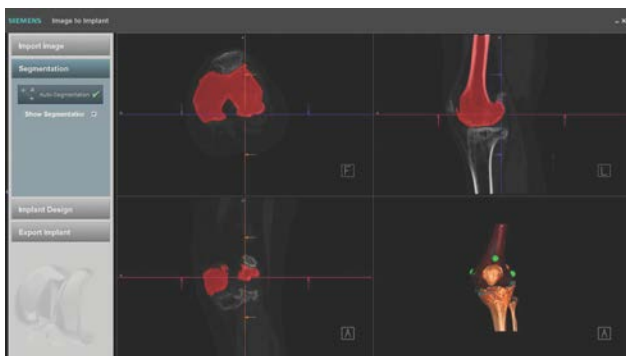 SIEMENS Image to Implant
Import Image
Segmentation
Auto-Segmentation
Show Segmentation
Implant Design
Export Implant
F
L
A
A